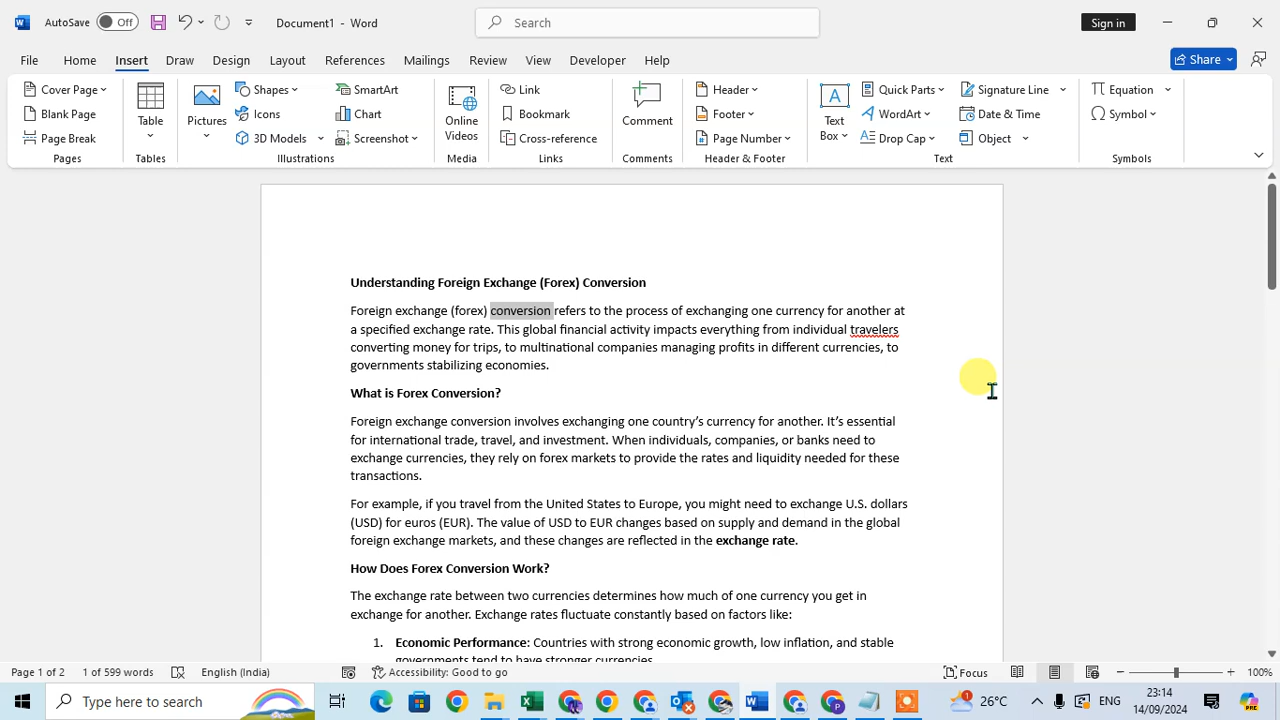 AutoSave Off Document1 - Word Search Sign in
File Home Insert Draw Design Layout References Mailings Review View Developer Help Share
Cover Page Shapes SmartArt Link Header Quick Parts Signature Line Equation
Blank Page Icons Chart Bookmark Footer WordArt Date & Time Symbol
Table Pictures Online Comment Text
Page Break 3D Models Screenshot Videos Cross-reference Page Number Box Drop Cap Object
Pages Tables Illustrations Media Links Comments Header & Footer Text Symbols
Understanding Foreign Exchange (Forex) Conversion
Foreign exchange (forex) conversion refers to the process of exchanging one currency for another at
a specified exchange rate. This global financial activity impacts everything from individual travelers
converting money for trips, to multinational companies managing profits in different currencies, to
governments stabilizing economies.
What is Forex Conversion?
Foreign exchange conversion involves exchanging one country's currency for another. It's essential
for international trade, travel, and investment. When individuals, companies, or banks need to
exchange currencies, they rely on forex markets to provide the rates and liquidity needed for these
transactions.
For example, if you travel from the United States to Europe, you might need to exchange U.S. dollars
(USD) for euros (EUR). The value of USD to EUR changes based on supply and demand in the global
foreign exchange markets, and these changes are reflected in the exchange rate.
How Does Forex Conversion Work?
The exchange rate between two currencies determines how much of one currency you get in
exchange for another. Exchange rates fluctuate constantly based on factors like:
1. Economic Performance: Countries with strong economic growth, low inflation, and stable
governments tend to have stronger currencies.
Page 1 of 2 1 of 599 words English (India) Accessibility: Good to go Focus 100%
Type here to search 26°C ENG 23:14
14/09/2024